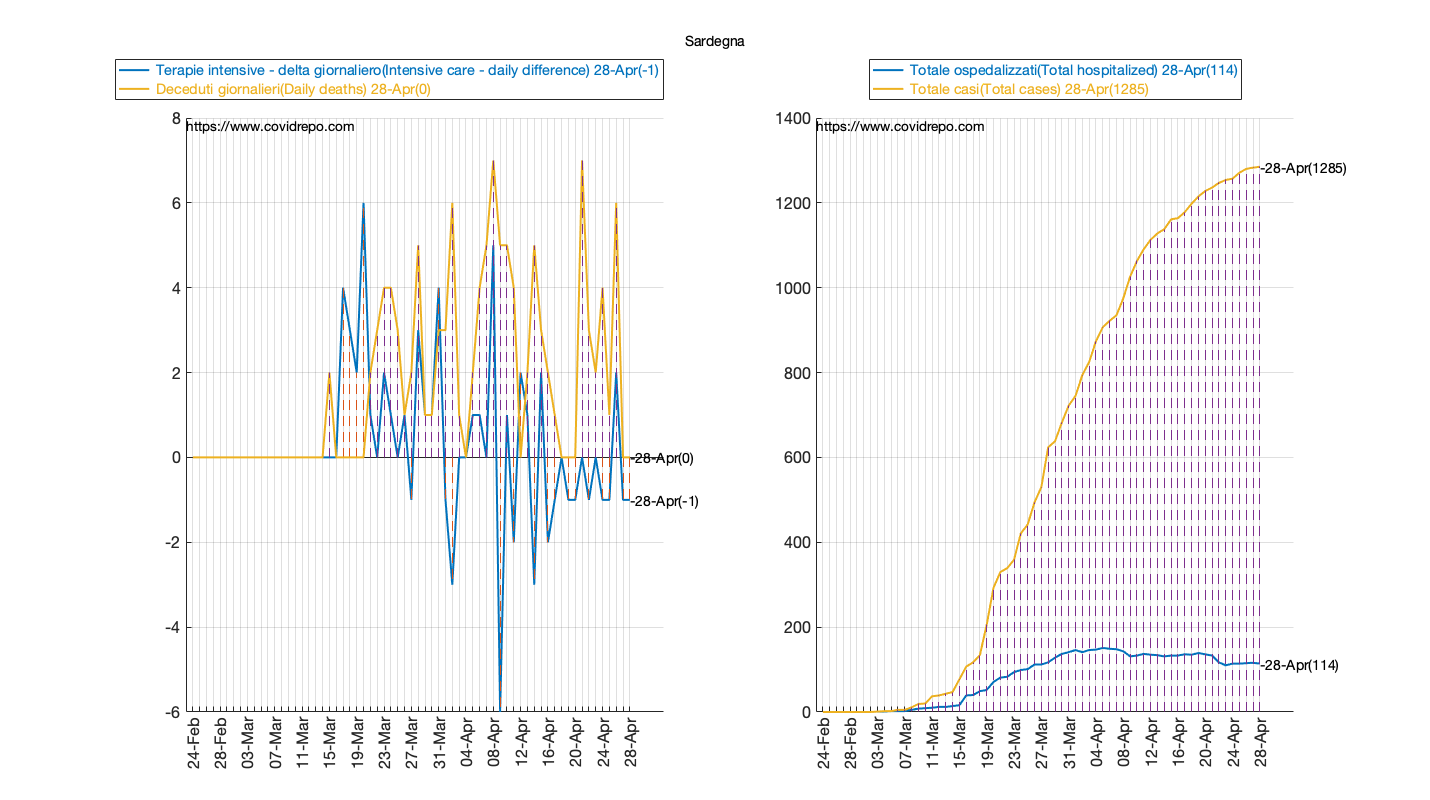 Sardegna
Terapie intensive - delta giornaliero(Intensive care - daily difference) 28-Apr(-1)
Deceduti giornalieri(Daily deaths) 28-Apr(0)
https://www.covidrepo.com
8
6
4
2
0
-2
-4
-6
-28-Apr(0)
-28-Apr(-1)
24-Feb
28-Feb
03-Mar
07-Mar
11-Mar
15-Mar
19-Mar
23-Mar
27-Mar
31-Mar
04-Apr
08-Apr
12-Apr
16-Apr
20-Apr
24-Apr
28-Apr
Totale ospedalizzati(Total hospitalized) 28-Apr(114)
Totale casi(Total cases) 28-Apr(1285)
https://www.covidrepo.com
1400
1200
1000
800
600
400
200
0
-28-Apr(1285)
-28-Apr(114)
24-Feb
28-Feb
03-Mar
07-Mar
11-Mar
15-Mar
19-Mar
23-Mar
27-Mar
31-Mar
04-Apr
08-Apr
12-Apr
16-Apr
20-Apr
24-Apr
28-Apr